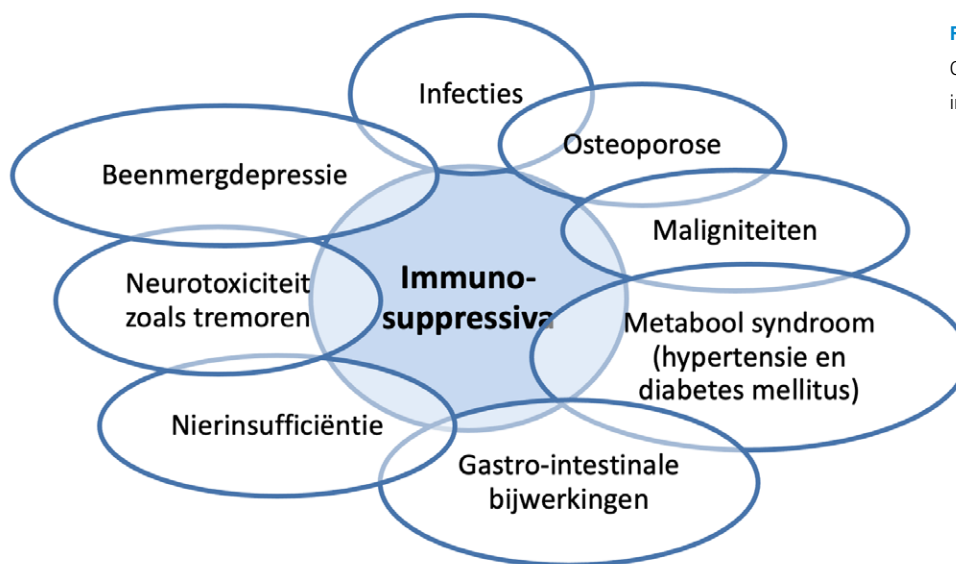 Infecties
Osteoporose
Beenmergdepressie
Maligniteiten
Immuno-
suppressiva
Neurotoxiciteit
zoals tremoren
Metabool syndroom
(hypertensie en
diabetes mellitus)
Nierinsufficiëntie
Gastro-intestinale
bijwerkingen